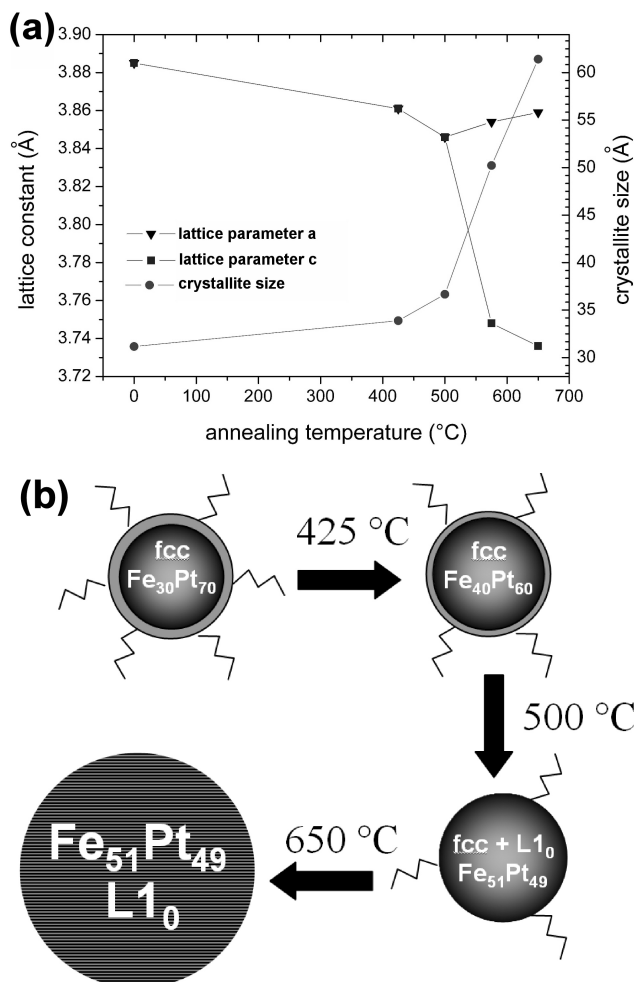 (a)
3.90
3.88
3.86
3.84
3.82
3.80
3.78
3.76
3.74
3.72
lattice constant (Å)
60
55
50
45
40
35
30
crystallite size (Å)
lattice parameter a
lattice parameter c
crystallite size
0 100 200 300 400 500 600 700
annealing temperature (°C)
(b)
fcc
Fe₃₀Pt₇₀
425 °C
fcc
Fe₄₀Pt₆₀
500 °C
fcc + L1₀
Fe₅₁Pt₄₉
650 °C
Fe₅₁Pt₄₉
L1₀